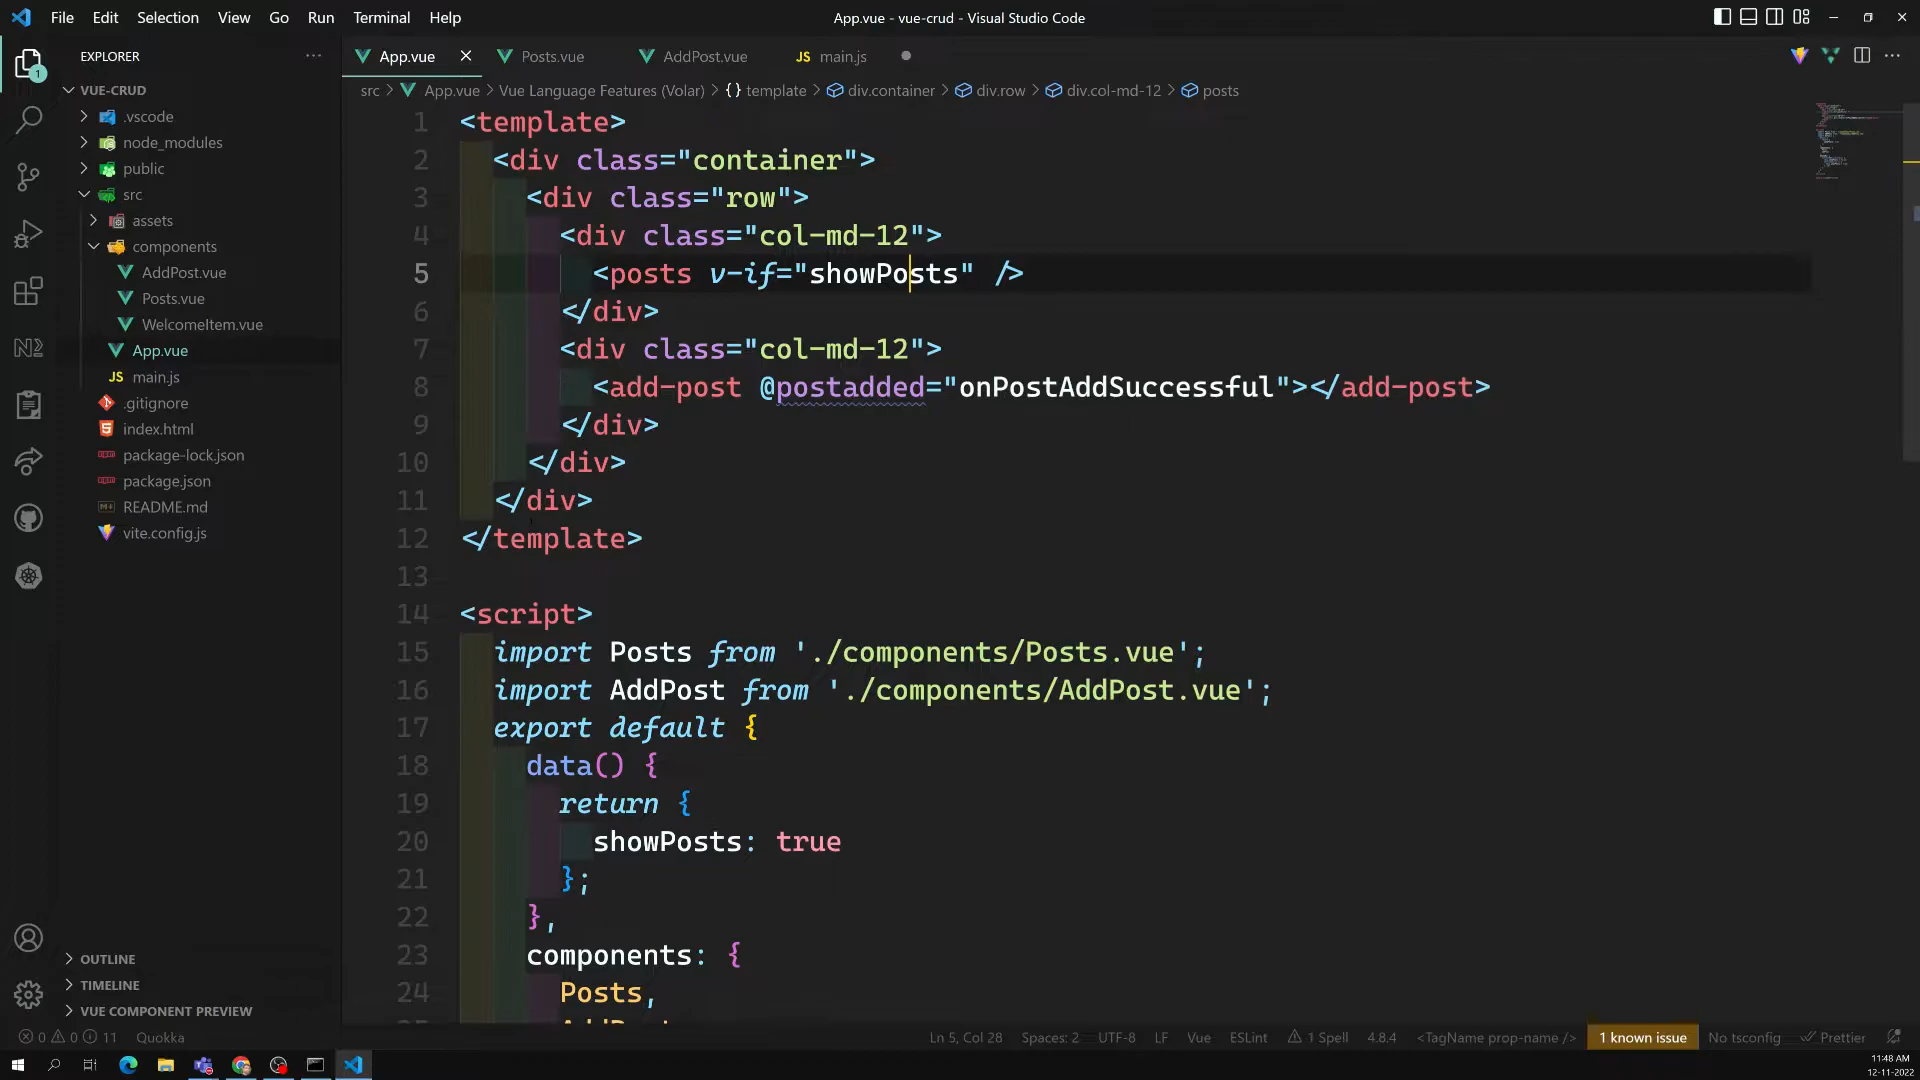 File Edit Selection View Go Run Terminal Help
App.vue - vue-crud - Visual Studio Code
EXPLORER
VUE-CRUD
.vscode
node_modules
public
src
assets
components
AddPost.vue
Posts.vue
WelcomeItem.vue
App.vue
JS main.js
.gitignore
index.html
package-lock.json
package.json
README.md
vite.config.js
OUTLINE
TIMELINE
VUE COMPONENT PREVIEW
App.vue Posts.vue AddPost.vue JS main.js
src > App.vue > Vue Language Features (Volar) > {} template > div.container > div.row > div.col-md-12 > posts
1 <template>
2 <div class="container">
3 <div class="row">
4 <div class="col-md-12">
5 <posts v-if="showPosts" />
6 </div>
7 <div class="col-md-12">
8 <add-post @postadded="onPostAddSuccessful"></add-post>
9 </div>
10 </div>
11 </div>
12 </template>
13
14 <script>
15 import Posts from './components/Posts.vue';
16 import AddPost from './components/AddPost.vue';
17 export default {
18 data() {
19 return {
20 showPosts: true
21 };
22 },
23 components: {
24 Posts,
0 0 11 Quokka Ln 5, Col 28 Spaces: 2 UTF-8 LF Vue ESLint 1 Spell 4.8.4 <TagName prop-name /> 1 known issue No tsconfig Prettier
11:48 AM
12-11-2022